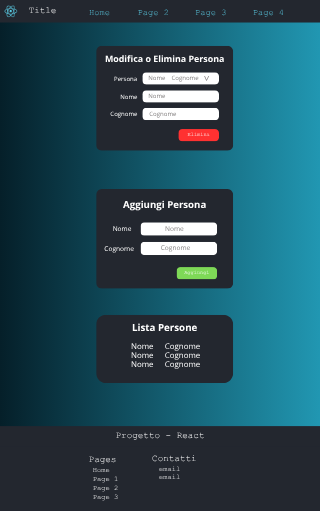 Title Home Page 2 Page 3 Page 4
Modifica o Elimina Persona
Persona Nome Cognome
Nome Nome
Cognome Cognome
Elimina
Aggiungi Persona
Nome Nome
Cognome Cognome
Aggiungi
Lista Persone
Nome Cognome
Nome Cognome
Nome Cognome
Progetto - React
Pages
Home
Page 1
Page 2
Page 3
Contatti
email
email